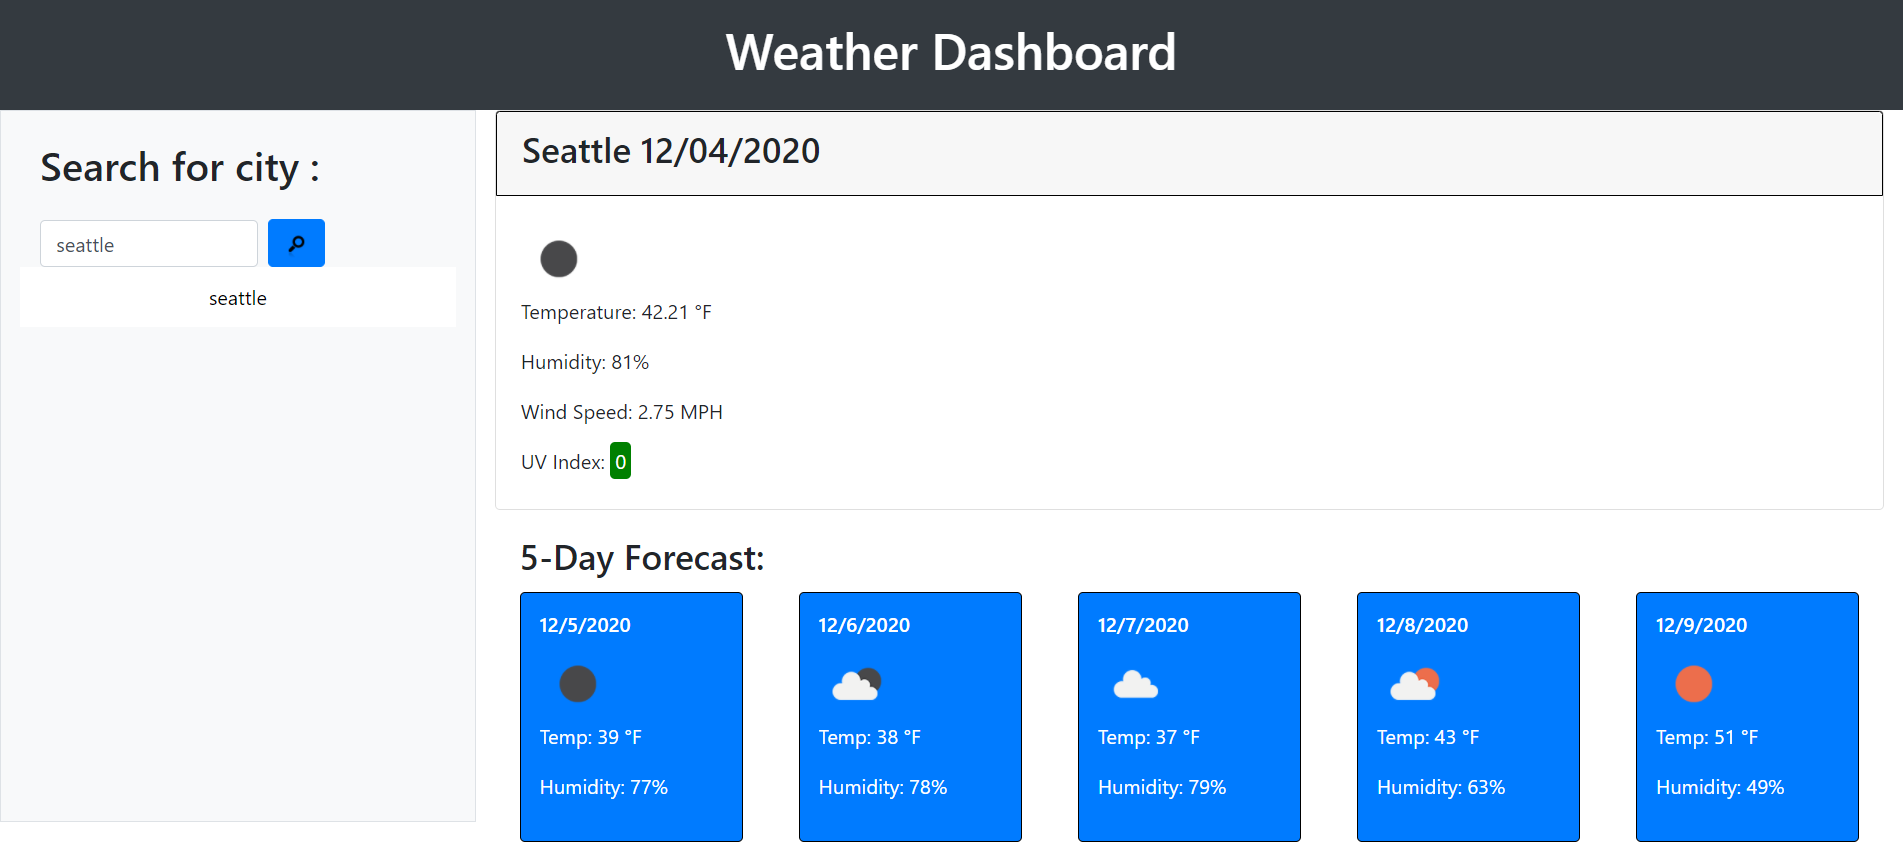 Weather Dashboard
Search for city :
seattle
seattle
Seattle 12/04/2020
Temperature: 42.21 °F
Humidity: 81%
Wind Speed: 2.75 MPH
UV Index: 0
5-Day Forecast:
12/5/2020
Temp: 39 °F
Humidity: 77%
12/6/2020
Temp: 38 °F
Humidity: 78%
12/7/2020
Temp: 37 °F
Humidity: 79%
12/8/2020
Temp: 43 °F
Humidity: 63%
12/9/2020
Temp: 51 °F
Humidity: 49%